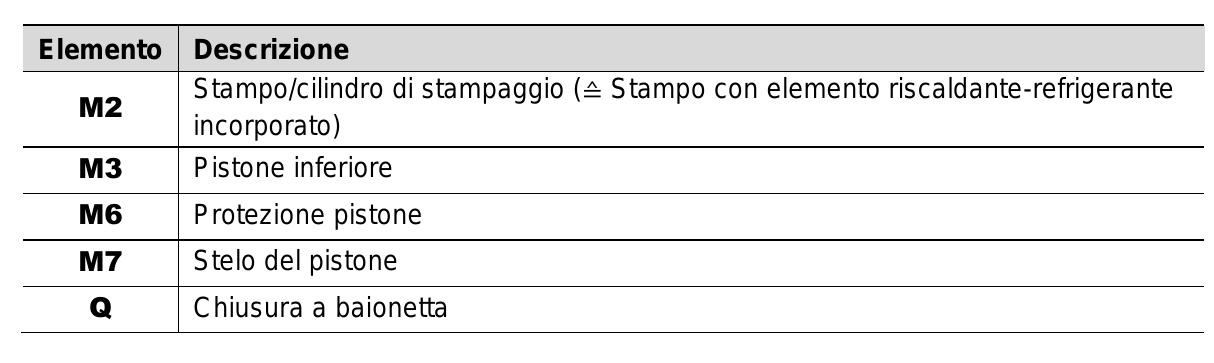 Elemento Descrizione
M2 Stampo/cilindro di stampaggio (≙ Stampo con elemento riscaldante-refrigerante
incorporato)
M3 Pistone inferiore
M6 Protezione pistone
M7 Stelo del pistone
Q Chiusura a baionetta